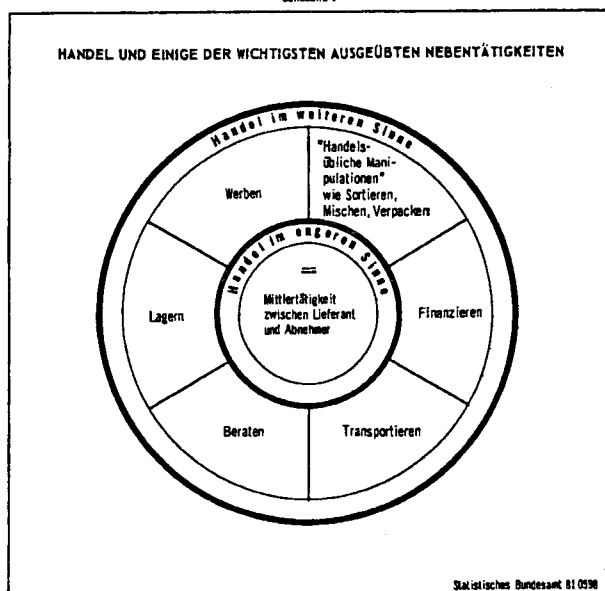 HANDEL UND EINIGE DER WICHTIGSTEN AUSGEÜBTEN NEBENTÄTIGKEITEN
Handel im weiteren Sinne
"Handels-
übliche Mani-
pulationen"
wie Sortieren,
Mischen, Verpacken
Werben
Handel im engeren Sinne
=
Mittlertätigkeit
zwischen Lieferant
und Abnehmer
Lagern
Finanzieren
Beraten
Transportieren
Statistisches Bundesamt 81 0598